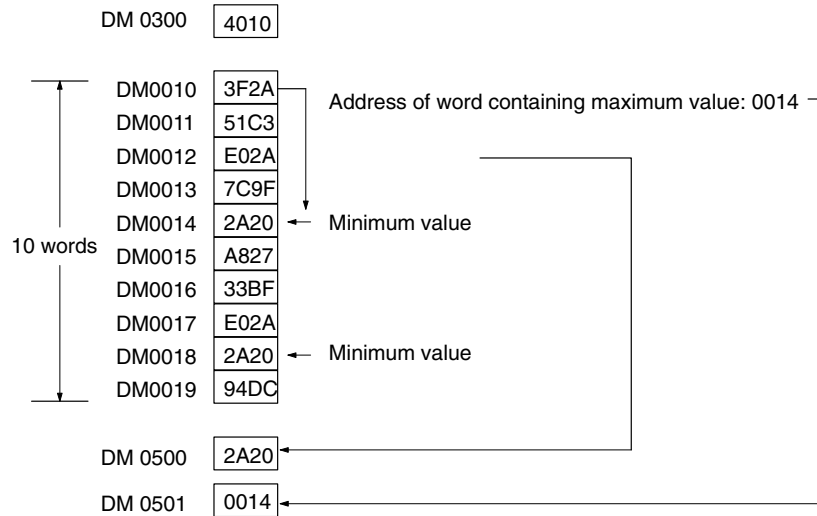 DM 0300 4010
DM0010 3F2A
Address of word containing maximum value: 0014
DM0011 51C3
DM0012 E02A
DM0013 7C9F
DM0014 2A20 Minimum value
10 words
DM0015 A827
DM0016 33BF
DM0017 E02A
DM0018 2A20 Minimum value
DM0019 94DC
DM 0500 2A20
DM 0501 0014